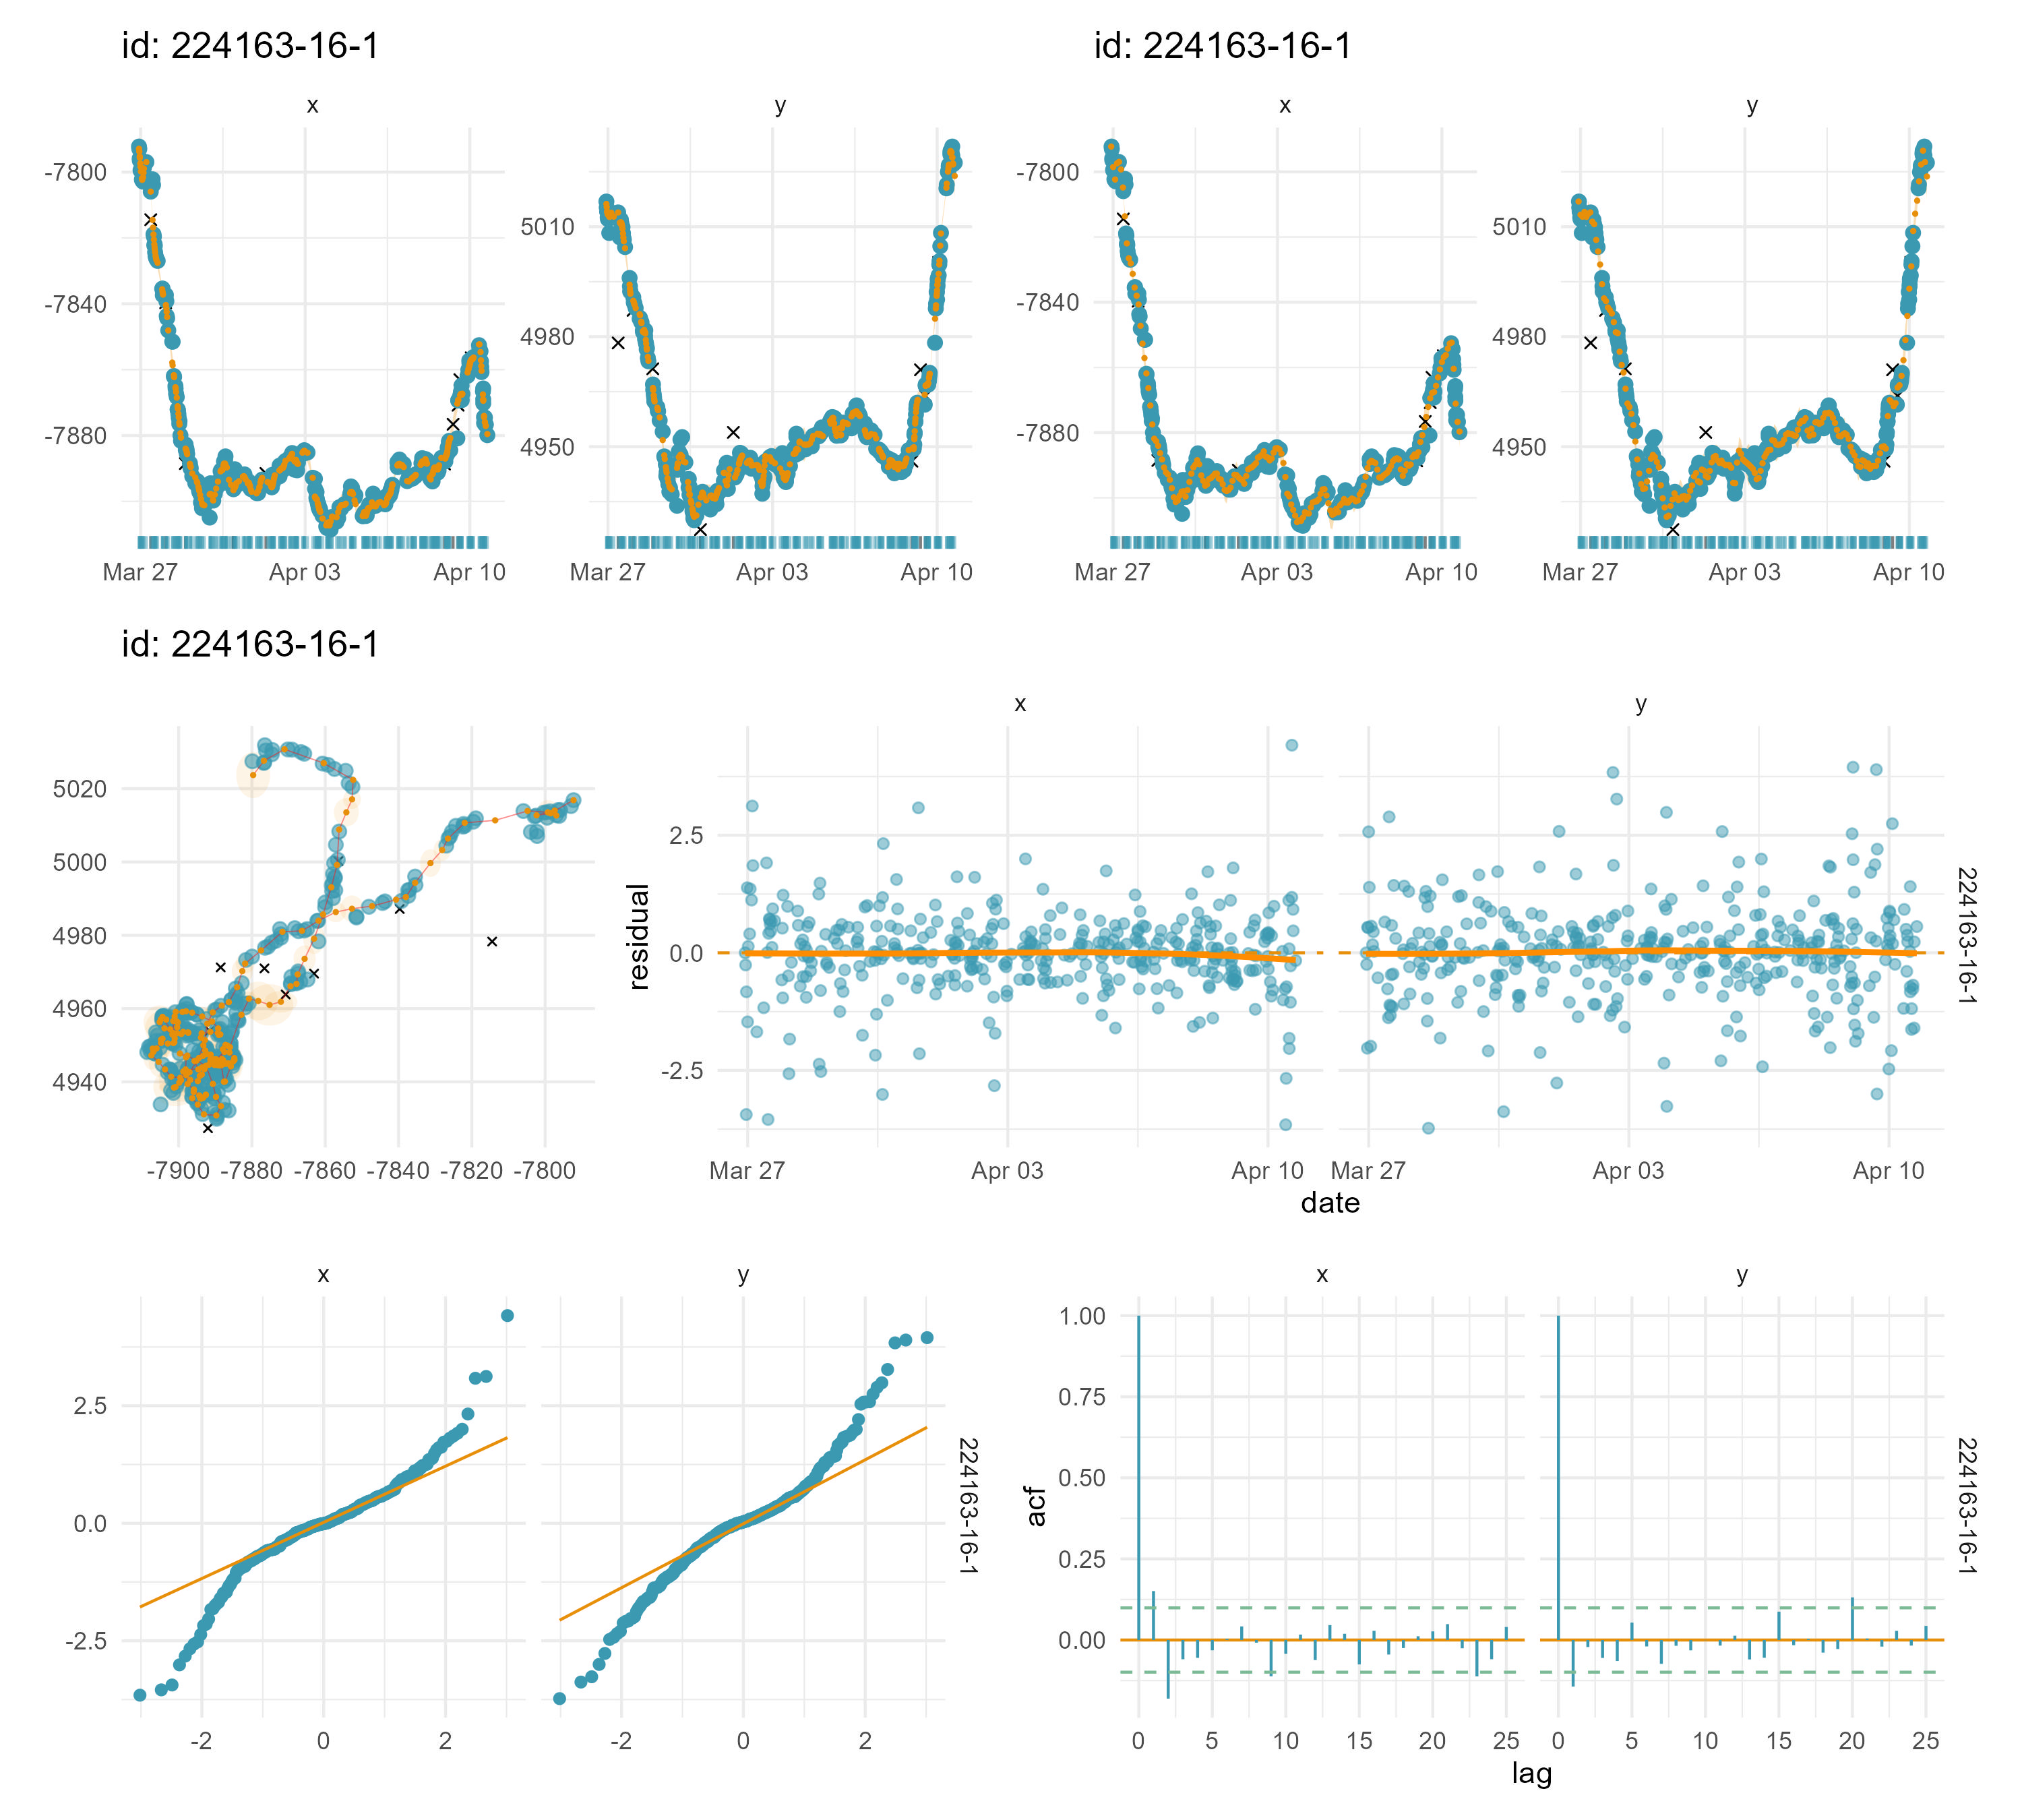 id: 224163-16-1
id: 224163-16-1
x
y
x
y
-7800
-7840
-7880
5010
4980
4950
-7800
-7840
-7880
5010
4980
4950
Mar 27
Apr 03
Apr 10
Mar 27
Apr 03
Apr 10
Mar 27
Apr 03
Apr 10
Mar 27
Apr 03
Apr 10
id: 224163-16-1
5020
5000
4980
4960
4940
-7900
-7880
-7860
-7840
-7820
-7800
x
y
residual
2.5
0.0
-2.5
224163-16-1
Mar 27
Apr 03
Apr 10
Mar 27
Apr 03
Apr 10
date
x
y
2.5
0.0
-2.5
224163-16-1
-2
0
2
-2
0
2
x
y
acf
1.00
0.75
0.50
0.25
0.00
224163-16-1
0
5
10
15
20
25
0
5
10
15
20
25
lag